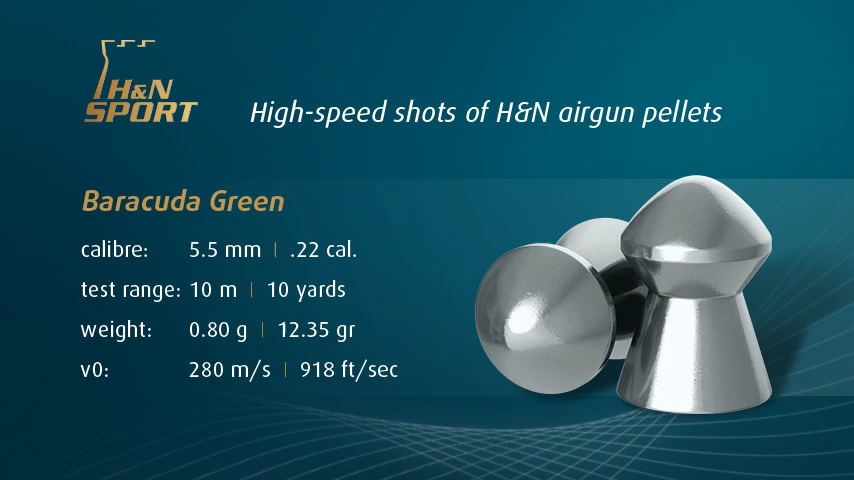 H&N
SPORT
High-speed shots of H&N airgun pellets
Baracuda Green
calibre: 5.5 mm | .22 cal.
test range: 10 m | 10 yards
weight: 0.80 g | 12.35 gr
v0: 280 m/s | 918 ft/sec